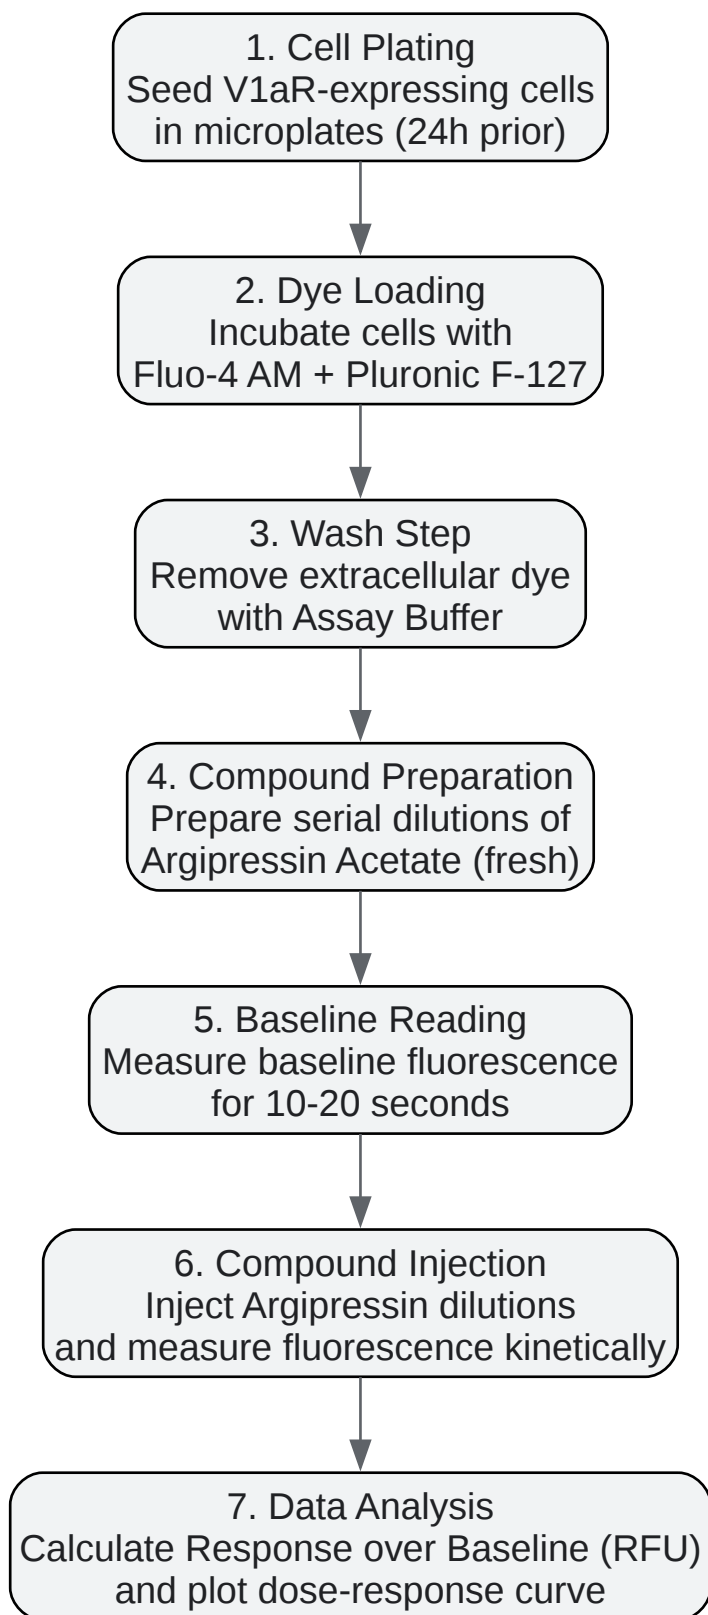 1. Cell Plating
Seed V1aR-expressing cells
in microplates (24h prior)
2. Dye Loading
Incubate cells with
Fluo-4 AM + Pluronic F-127
3. Wash Step
Remove extracellular dye
with Assay Buffer
4. Compound Preparation
Prepare serial dilutions of
Argipressin Acetate (fresh)
5. Baseline Reading
Measure baseline fluorescence
for 10-20 seconds
6. Compound Injection
Inject Argipressin dilutions
and measure fluorescence kinetically
7. Data Analysis
Calculate Response over Baseline (RFU)
and plot dose-response curve